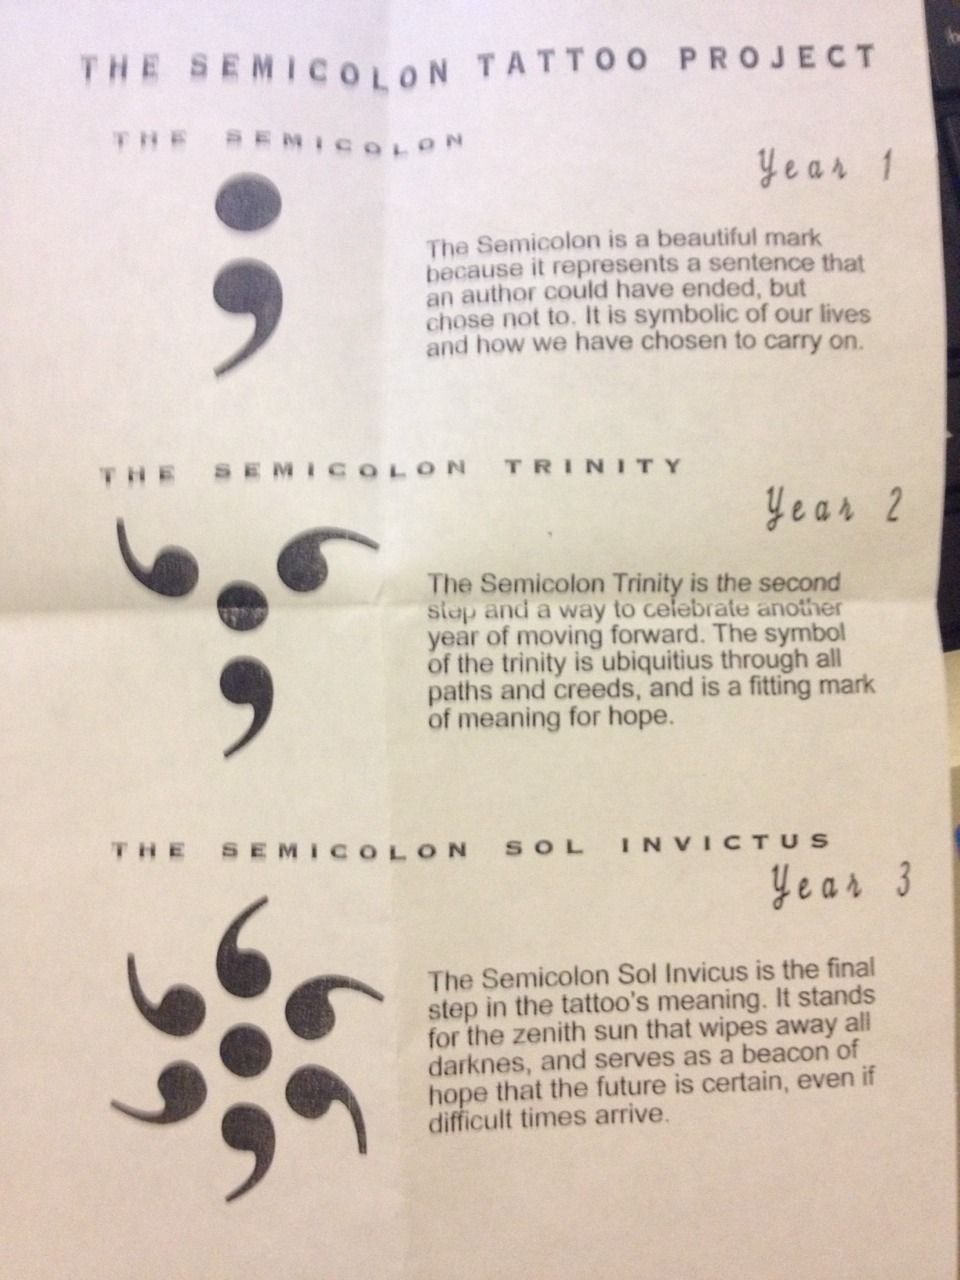 THE SEMICOLON TATTOO PROJECT
THE SEMICOLON
Year 1
The Semicolon is a beautiful mark
because it represents a sentence that
an author could have ended, but
chose not to. It is symbolic of our lives
and how we have chosen to carry on.
THE SEMICOLON TRINITY
Year 2
The Semicolon Trinity is the second
step and a way to celebrate another
year of moving forward. The symbol
of the trinity is ubiquitius through all
paths and creeds, and is a fitting mark
of meaning for hope.
THE SEMICOLON SOL INVICTUS
Year 3
The Semicolon Sol Invicus is the final
step in the tattoo's meaning. It stands
for the zenith sun that wipes away all
darknes, and serves as a beacon of
hope that the future is certain, even if
difficult times arrive.